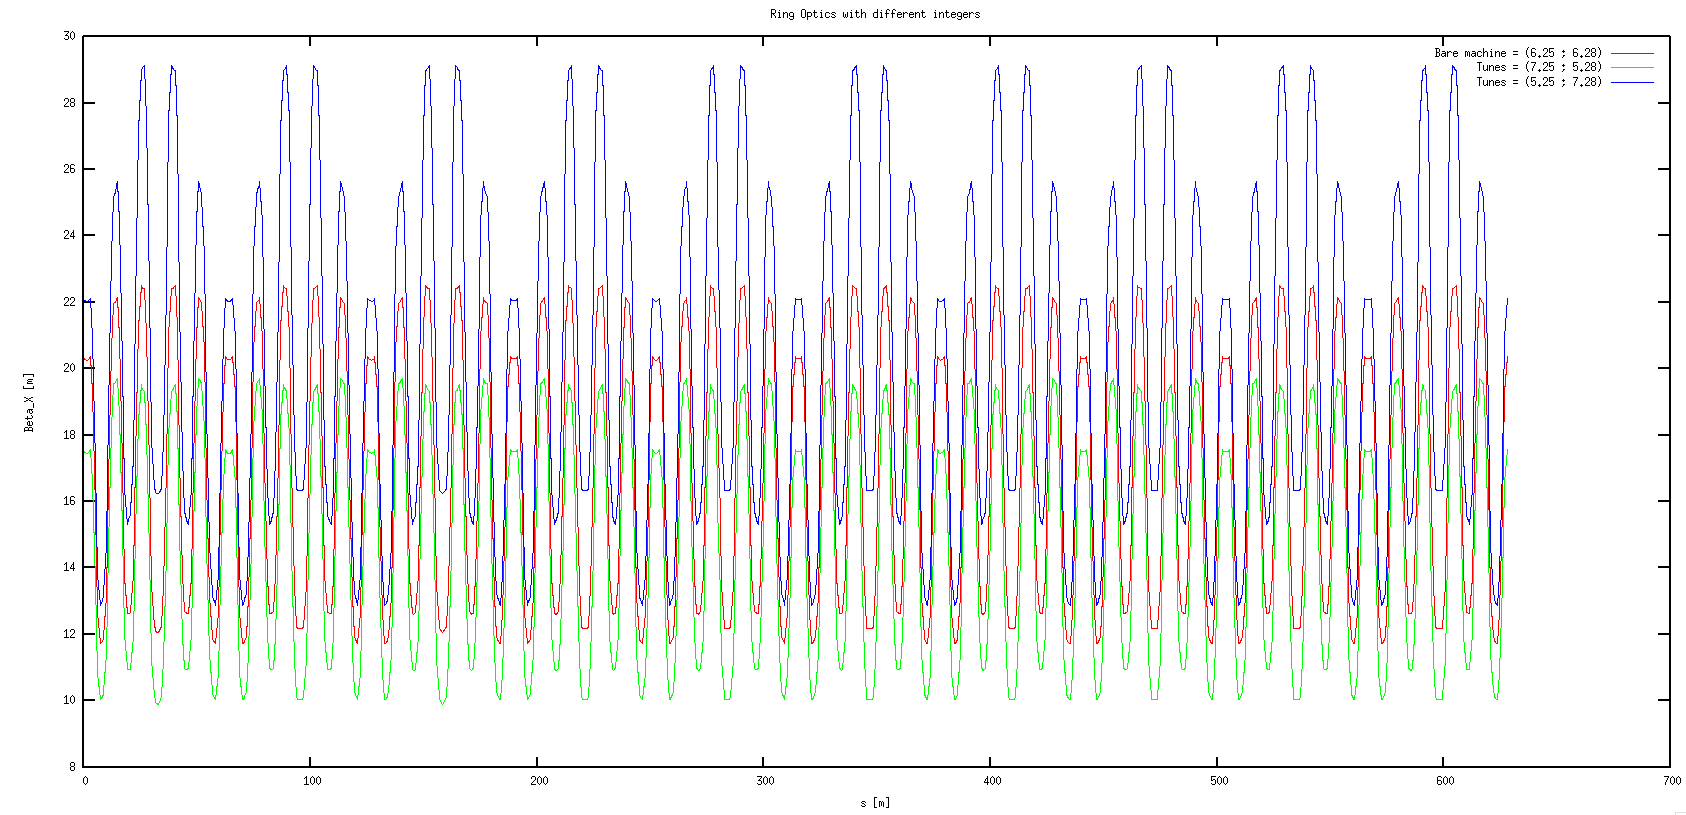 Ring Optics with different integers
Bare machine = (6.25 ; 6.28)
Tunes = (7.25 ; 5.28)
Tunes = (5.25 ; 7.28)
30
28
26
24
22
20
18
16
14
12
10
8
Beta_X [m]
0 100 200 300 400 500 600 700
s [m]